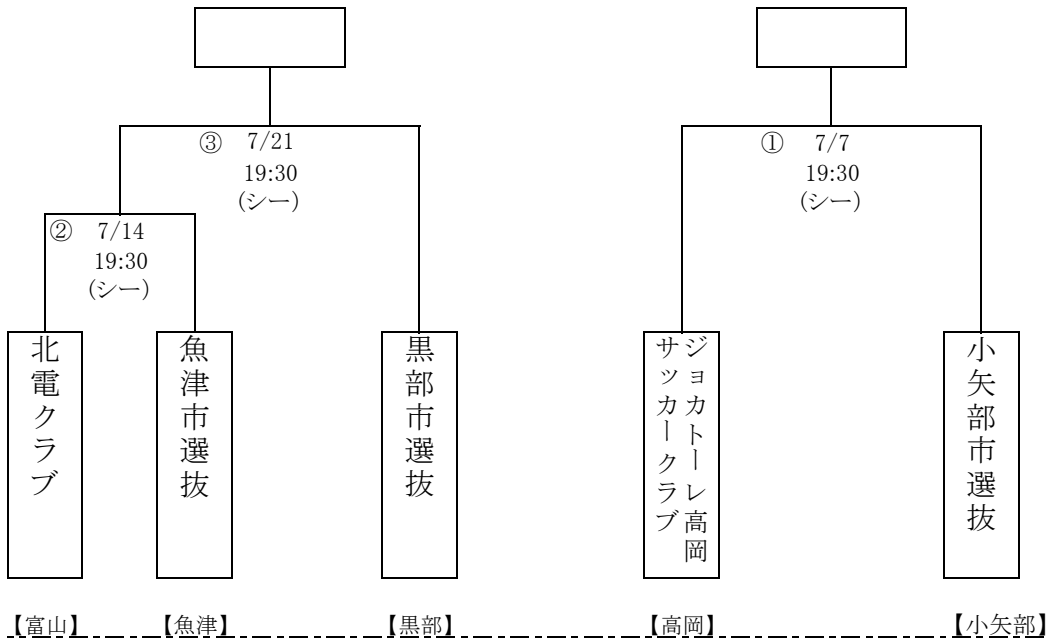 ③ 7/21
19:30
(シー)
① 7/7
19:30
(シー)
② 7/14
19:30
(シー)
北電クラブ
魚津市選抜
黒部市選抜
ジョカトーレ高岡
サッカークラブ
小矢部市選抜
【富山】
【魚津】
【黒部】
【高岡】
【小矢部】